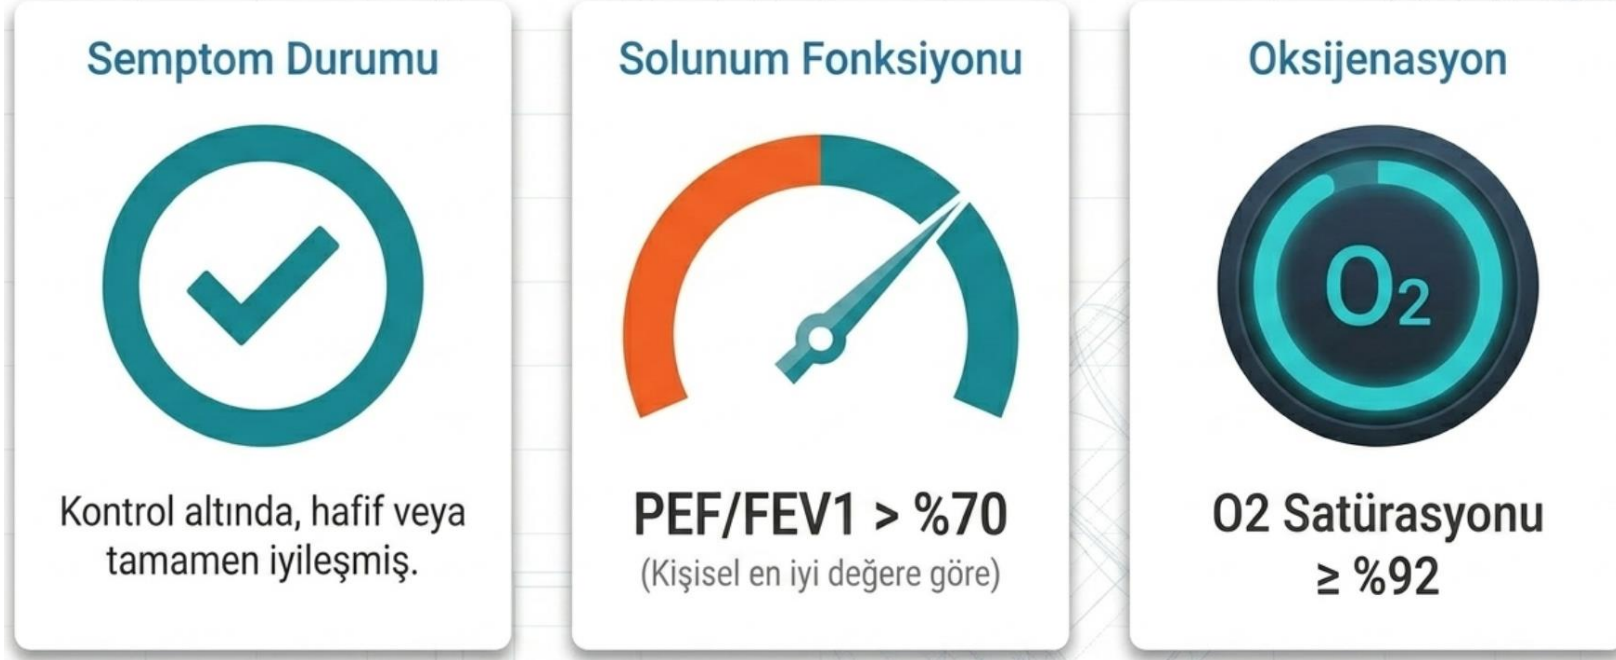 Semptom Durumu
Kontrol altında, hafif veya
tamamen iyileşmiş.
Solunum Fonksiyonu
PEF/FEV1 > %70
(Kişisel en iyi değere göre)
Oksijenasyon
O2
O2 Satürasyonu
≥ %92